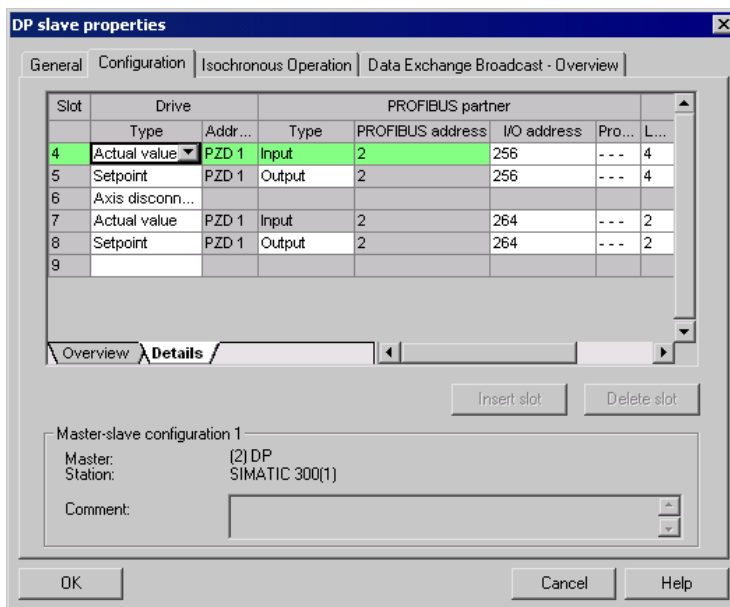 DP slave properties
General Configuration Isochronous Operation Data Exchange Broadcast - Overview
Slot Drive PROFIBUS partner
Type Addr... Type PROFIBUS address I/O address Pro... L...
4 Actual value PZD 1 Input 2 256 - - - 4
5 Setpoint PZD 1 Output 2 256 - - - 4
6 Axis disconn...
7 Actual value PZD 1 Input 2 264 - - - 2
8 Setpoint PZD 1 Output 2 264 - - - 2
9
Overview Details
Insert slot Delete slot
Master-slave configuration 1
Master: (2) DP
Station: SIMATIC 300(1)
Comment:
OK Cancel Help